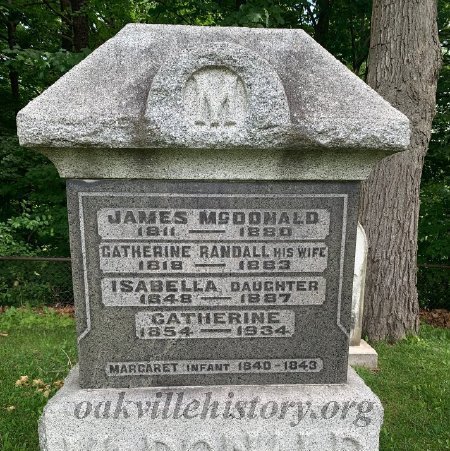 M
JAMES MCDONALD
1811 — 1880
CATHERINE RANDALL HIS WIFE
1818 — 1883
ISABELLA DAUGHTER
1848 — 1887
CATHERINE
1854 — 1934
MARGARET INFANT 1840-1843
oakvillehistory.org